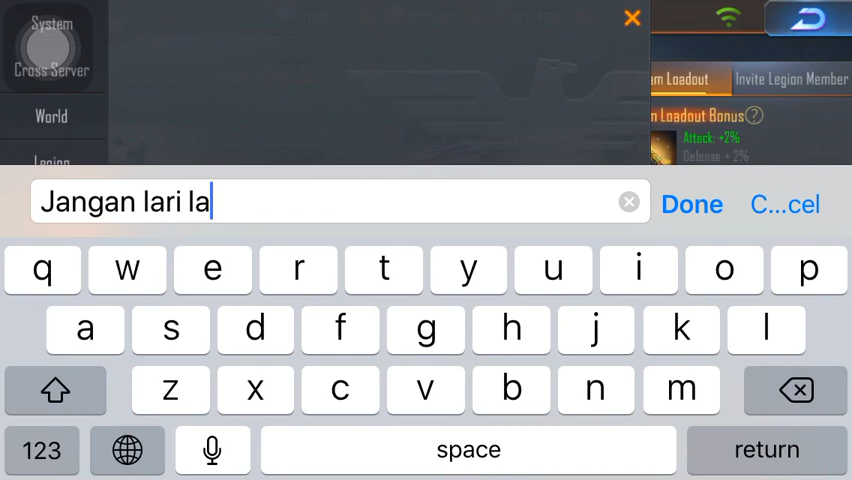 System
Cross Server
World
Legion
am Loadout
Invite Legion Member
n Loadout Bonus?
Attack: +2%
Defense + 2%
Jangan lari la
Done
C...cel
q w e r t y u i o p
a s d f g h j k l
z x c v b n m
123
space
return